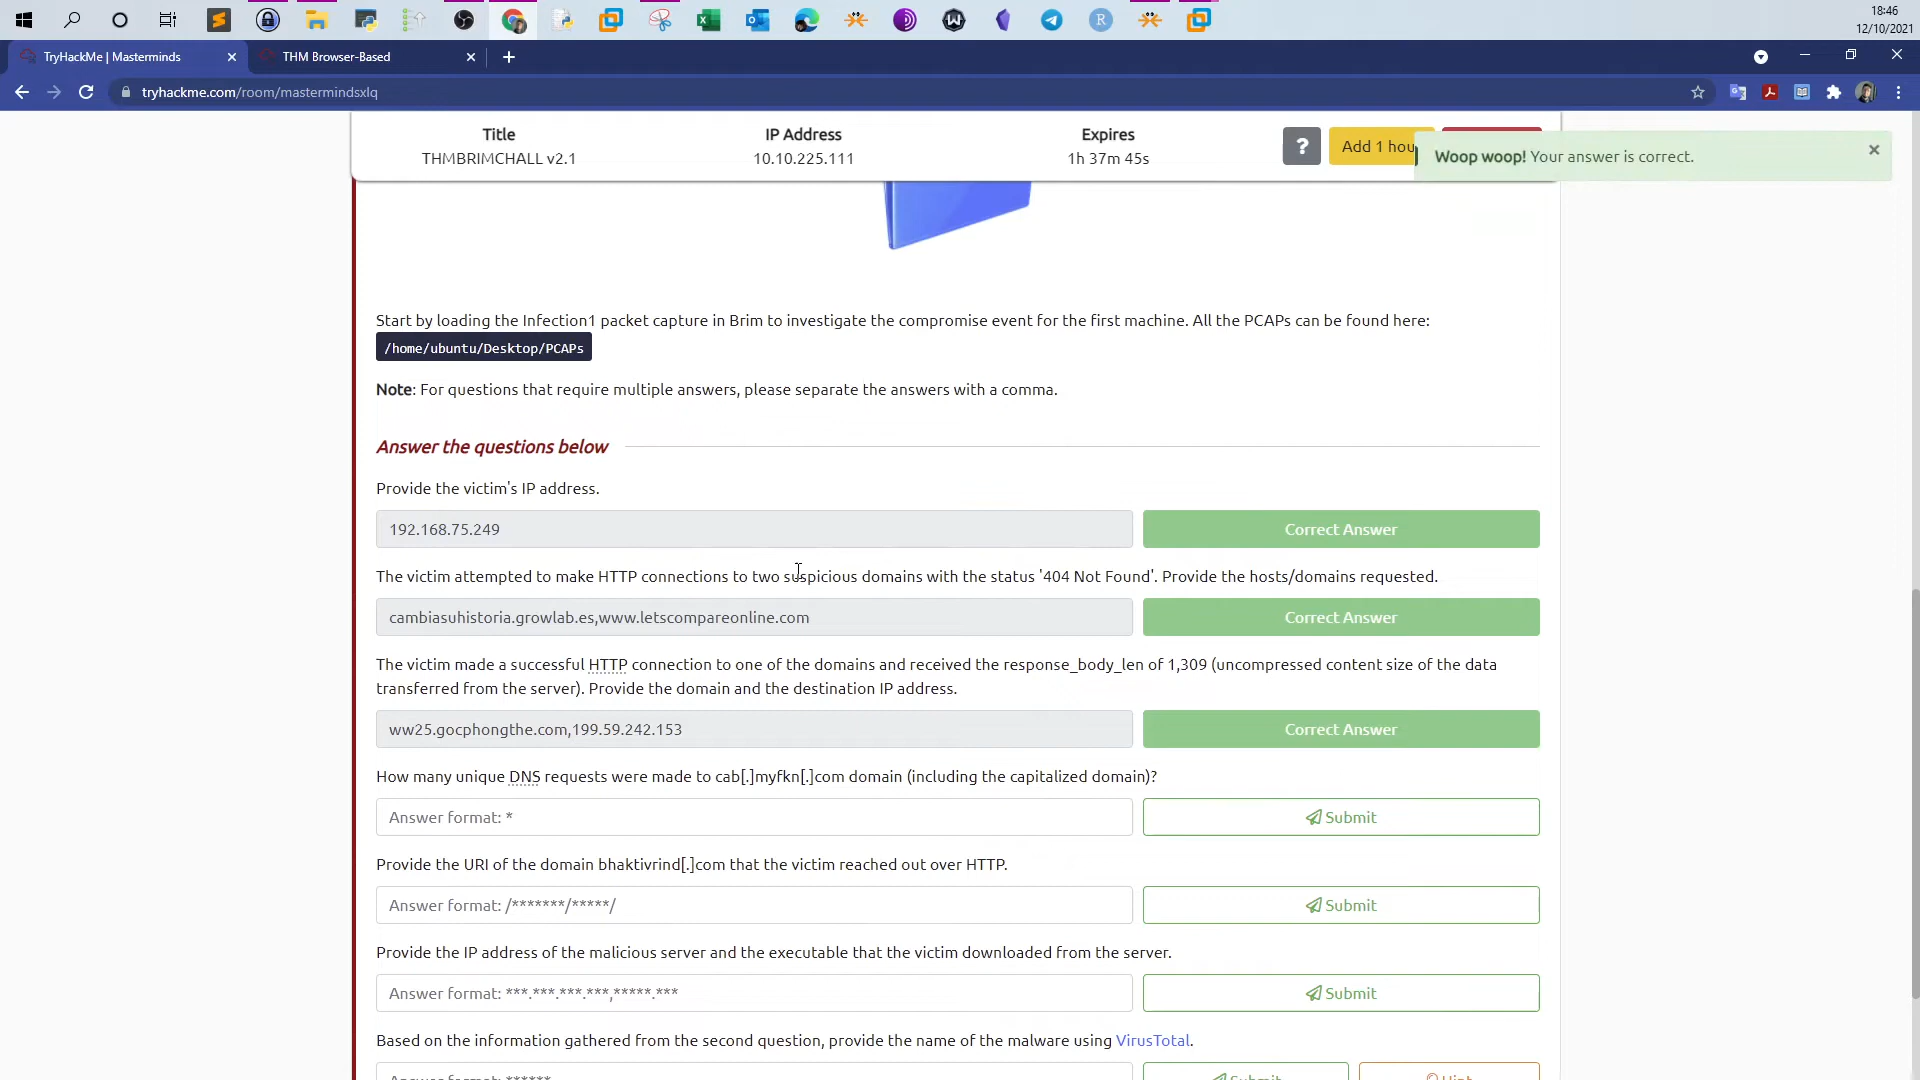 18:46
12/10/2021
TryHackMe | Masterminds
THM Browser-Based
tryhackme.com/room/mastermindsxlq
Title
IP Address
Expires
THMBRIMCHALL v2.1
10.10.225.111
1h 37m 45s
?
Add 1 hou
Woop woop! Your answer is correct.
Start by loading the Infection1 packet capture in Brim to investigate the compromise event for the first machine. All the PCAPs can be found here:
/home/ubuntu/Desktop/PCAPs
Note: For questions that require multiple answers, please separate the answers with a comma.
Answer the questions below
Provide the victim's IP address.
192.168.75.249
Correct Answer
The victim attempted to make HTTP connections to two suspicious domains with the status '404 Not Found'. Provide the hosts/domains requested.
cambiasuhistoria.growlab.es,www.letscompareonline.com
Correct Answer
The victim made a successful HTTP connection to one of the domains and received the response_body_len of 1,309 (uncompressed content size of the data
transferred from the server). Provide the domain and the destination IP address.
ww25.gocphongthe.com,199.59.242.153
Correct Answer
How many unique DNS requests were made to cab[.]myfkn[.]com domain (including the capitalized domain)?
Answer format: *
Submit
Provide the URI of the domain bhaktivrind[.]com that the victim reached out over HTTP.
Answer format: /*******/*****/
Submit
Provide the IP address of the malicious server and the executable that the victim downloaded from the server.
Answer format: ***.***.***.***,*****.***
Submit
Based on the information gathered from the second question, provide the name of the malware using VirusTotal.
Answer format: ******
Submit
Hint